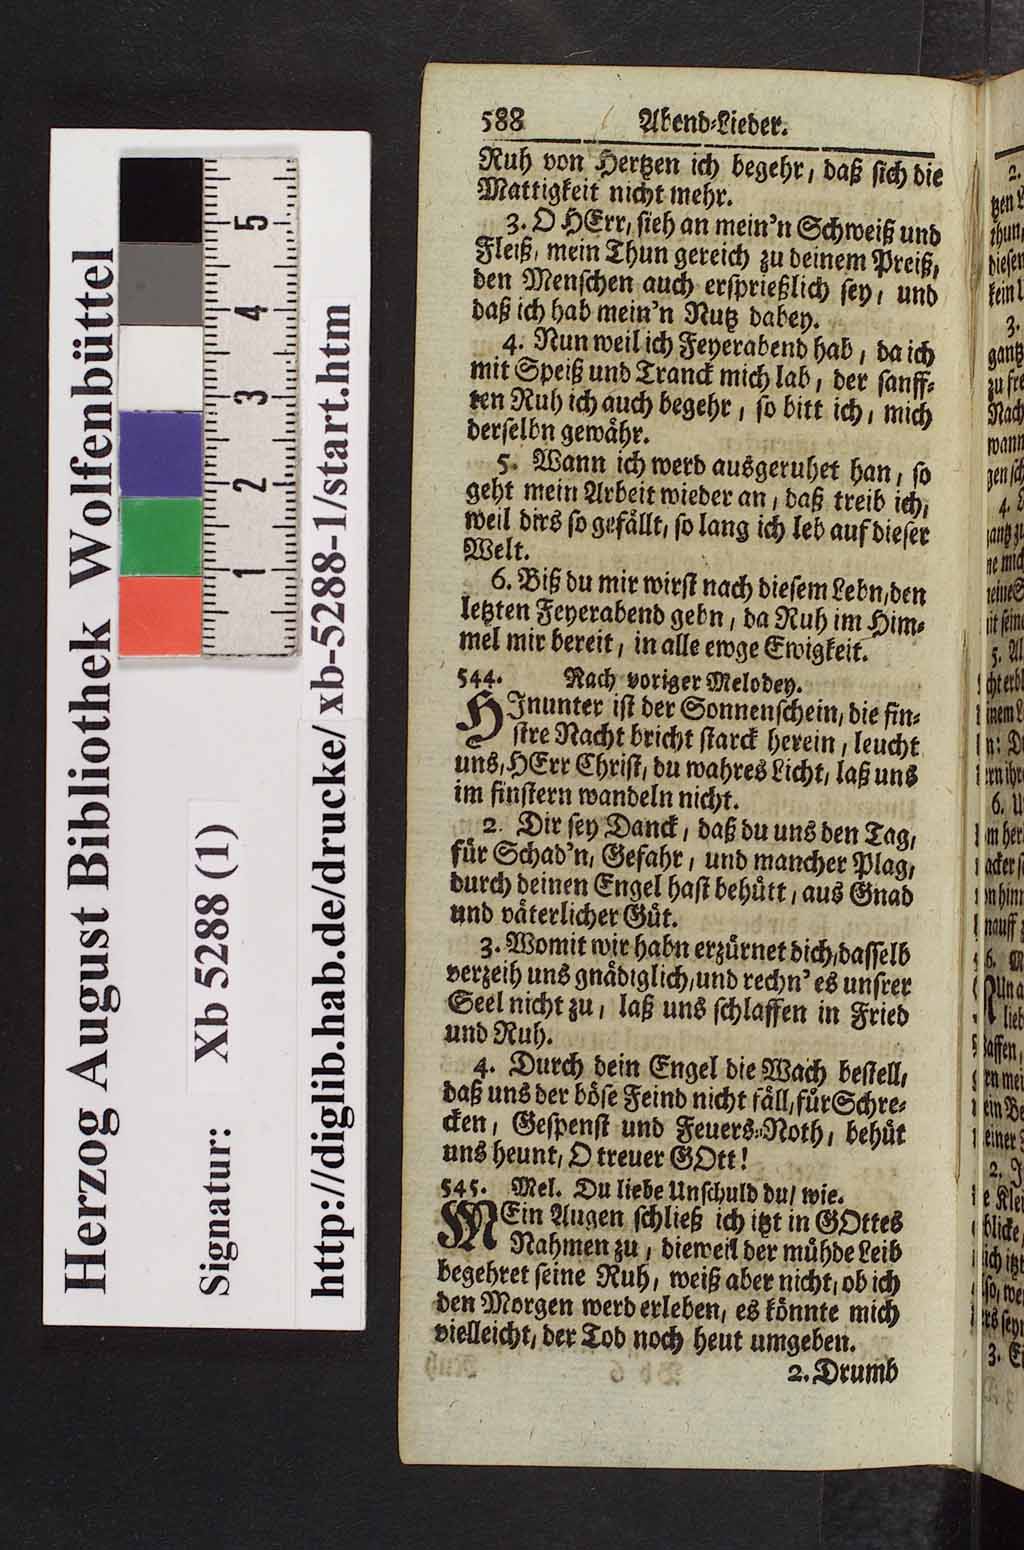 Herzog August Bibliothek Wolfenbüttel
Signatur: Xb 5288 (1)
http://diglib.hab.de/drucke/xb-5288-1/start.htm
1
2
3
4
5
588 Abend-Lieder.
Ruh von Hertzen ich begehr, daß sich die
Mattigkeit nicht mehr.
3. O HErr, sieh an mein'n Schweiß und
Fleiß, mein Thun gereich zu deinem Preiß,
den Menschen auch ersprießlich sey, und
daß ich hab mein'n Nutz dabey.
4. Nun weil ich Feyerabend hab, da ich
mit Speiß und Tranck mich lab, der sanff-
ten Ruh ich auch begehr, so bitt ich, mich
derselbn gewähr.
5. Wann ich werd ausgeruhet han, so
geht mein Arbeit wieder an, daß treib ich,
weil dirs so gefällt, so lang ich leb auf dieser
Welt.
6. Biß du mir wirst nach diesem Lebn, den
letzten Feyerabend gebn, da Ruh im Him-
mel mir bereit, in alle ewge Ewigkeit.
544. Nach voriger Melodey.
HInunter ist der Sonnenschein, die fin-
stre Nacht bricht starck herein, leucht
uns, HErr Christ, du wahres Licht, laß uns
im finstern wandeln nicht.
2. Dir sey Danck, daß du uns den Tag,
für Schad'n, Gefahr, und mancher Plag,
durch deinen Engel hast behütt, aus Gnad
und väterlicher Güt.
3. Womit wir habn erzürnet dich, dasselb
verzeih uns gnädiglich, und rechn' es unsrer
Seel nicht zu, laß uns schlaffen in Fried
und Ruh.
4. Durch dein Engel die Wach bestell,
daß uns der böse Feind nicht fäll, für Schre-
cken, Gespenst und Feuers-Noth, behüt
uns heunt, O treuer GOtt!
545. Mel. Du liebe Unschuld du/ wie.
MEin Augen schließ ich itzt in GOttes
Nahmen zu, dieweil der mühde Leib
begehret seine Ruh, weiß aber nicht, ob ich
den Morgen werd erleben, es könnte mich
vielleicht, der Tod noch heut umgeben.
2. Drumb